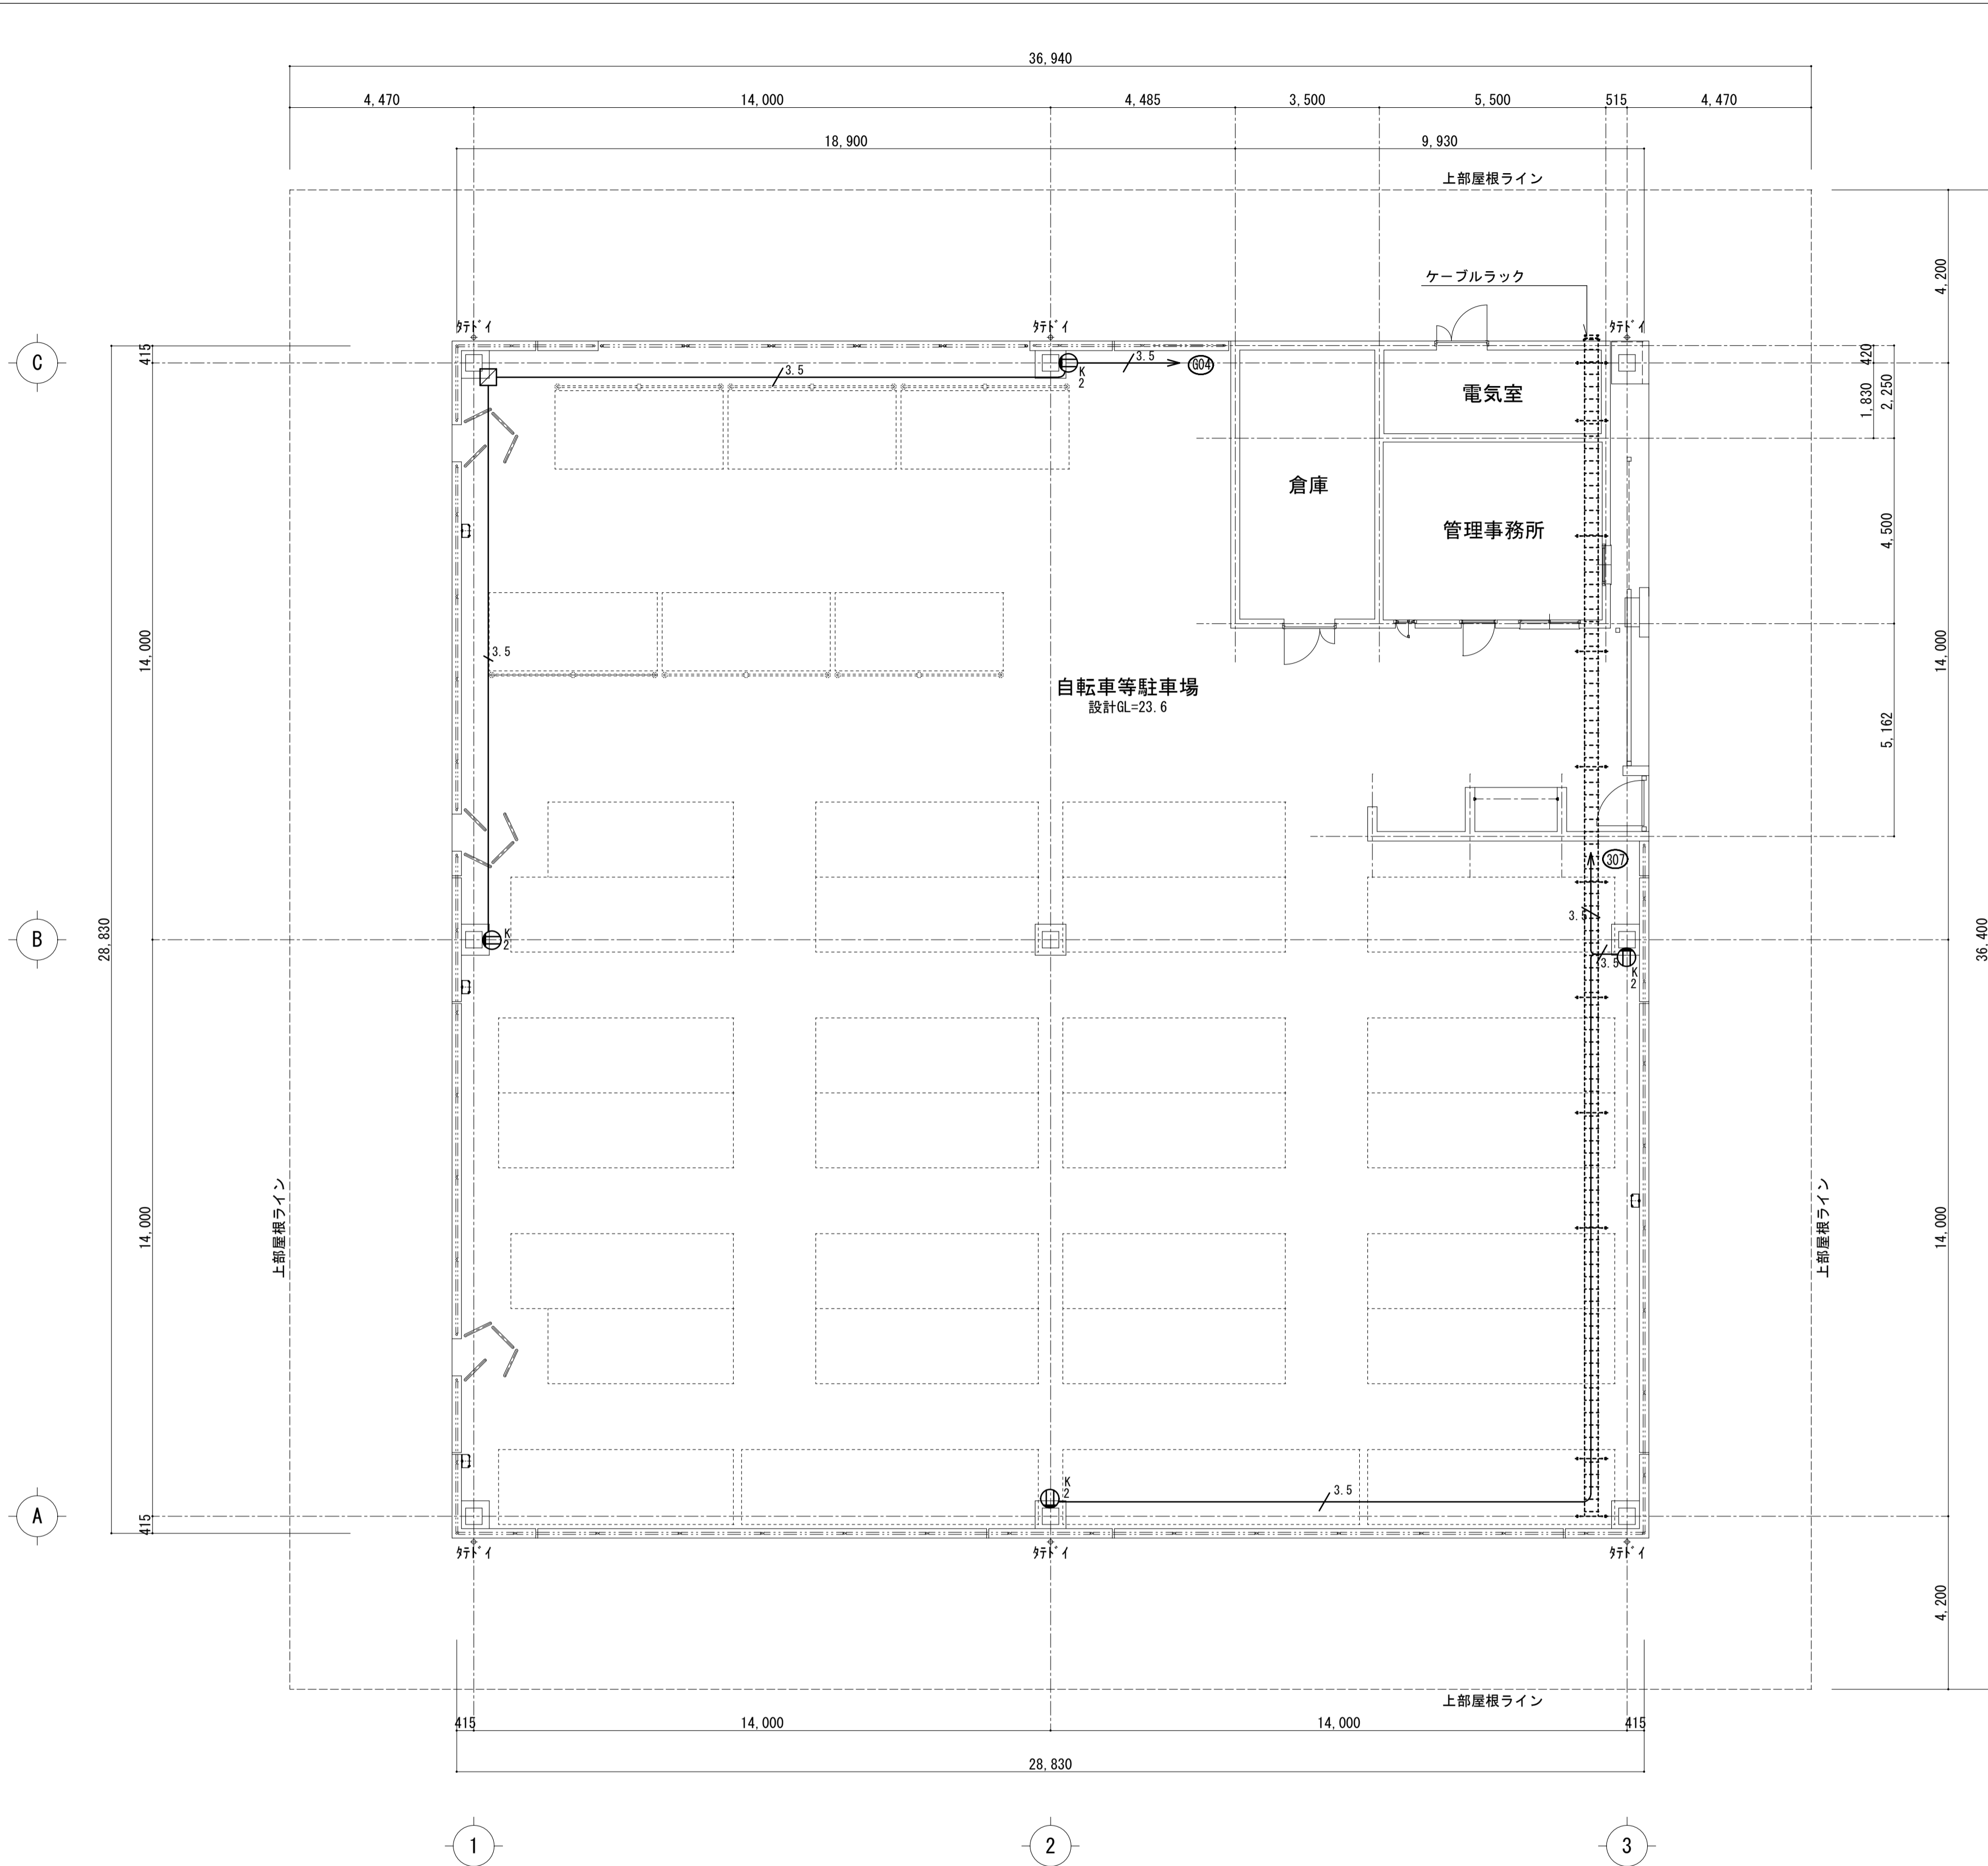 36,940
4,470
14,000
4,485
3,500
5,500
515
4,470
18,900
9,930
上部屋根ライン
ケーブルラック
4,200
ﾀﾃﾄﾞｲ
ﾀﾃﾄﾞｲ
ﾀﾃﾄﾞｲ
C
415
3.5
K
2
3.5
G04
420
1,830
2,250
電気室
倉庫
管理事務所
4,500
14,000
3.5
14,000
自転車等駐車場
設計GL=23.6
5,162
307
3.5
B
28,830
K
2
3.5
K
2
36,400
14,000
上部屋根ライン
上部屋根ライン
14,000
K
2
3.5
A
415
ﾀﾃﾄﾞｲ
ﾀﾃﾄﾞｲ
ﾀﾃﾄﾞｲ
4,200
上部屋根ライン
415
14,000
14,000
415
28,830
1
2
3